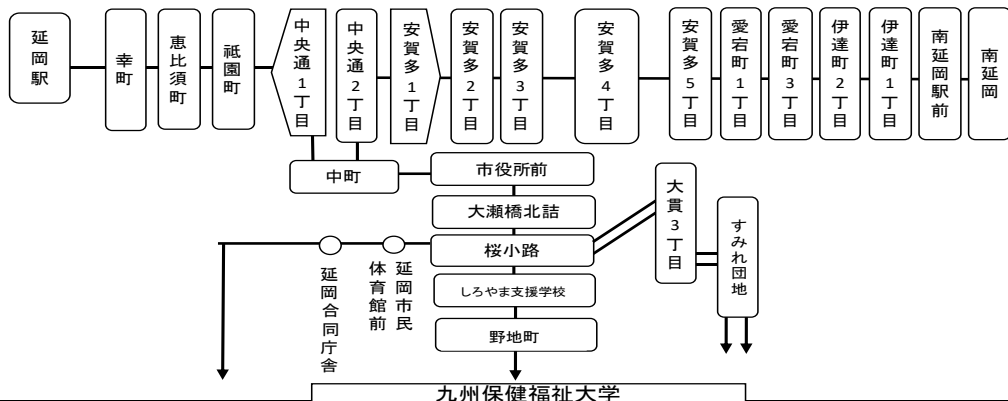 延岡駅
幸町
恵比須町
祇園町
中央通1丁目
中央通2丁目
安賀多1丁目
安賀多2丁目
安賀多3丁目
安賀多4丁目
安賀多5丁目
愛宕町1丁目
愛宕町3丁目
伊達町2丁目
伊達町1丁目
南延岡駅前
南延岡
中町
市役所前
大瀬橋北詰
桜小路
しろやま支援学校
野地町
大貫3丁目
すみれ団地
延岡市民
体育館前
延岡合同庁舎
九州保健福祉大学